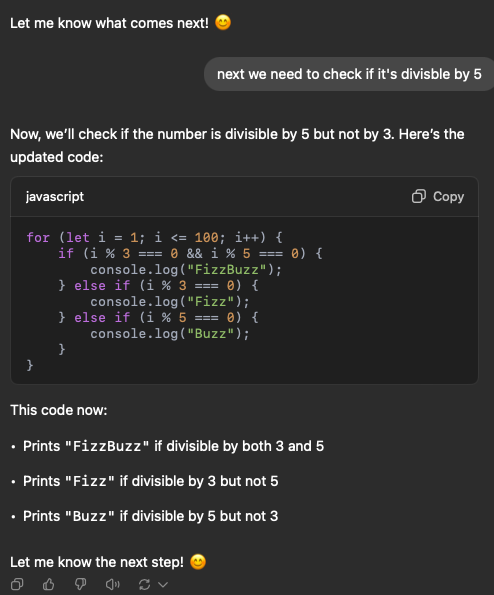 Let me know what comes next! 😊
next we need to check if it's divisble by 5
Now, we'll check if the number is divisible by 5 but not by 3. Here's the
updated code:
javascript
Copy
for (let i = 1; i <= 100; i++) {
    if (i % 3 === 0 && i % 5 === 0) {
        console.log("FizzBuzz");
    } else if (i % 3 === 0) {
        console.log("Fizz");
    } else if (i % 5 === 0) {
        console.log("Buzz");
    }
}
This code now:
• Prints "FizzBuzz" if divisible by both 3 and 5
• Prints "Fizz" if divisible by 3 but not 5
• Prints "Buzz" if divisible by 5 but not 3
Let me know the next step! 😊